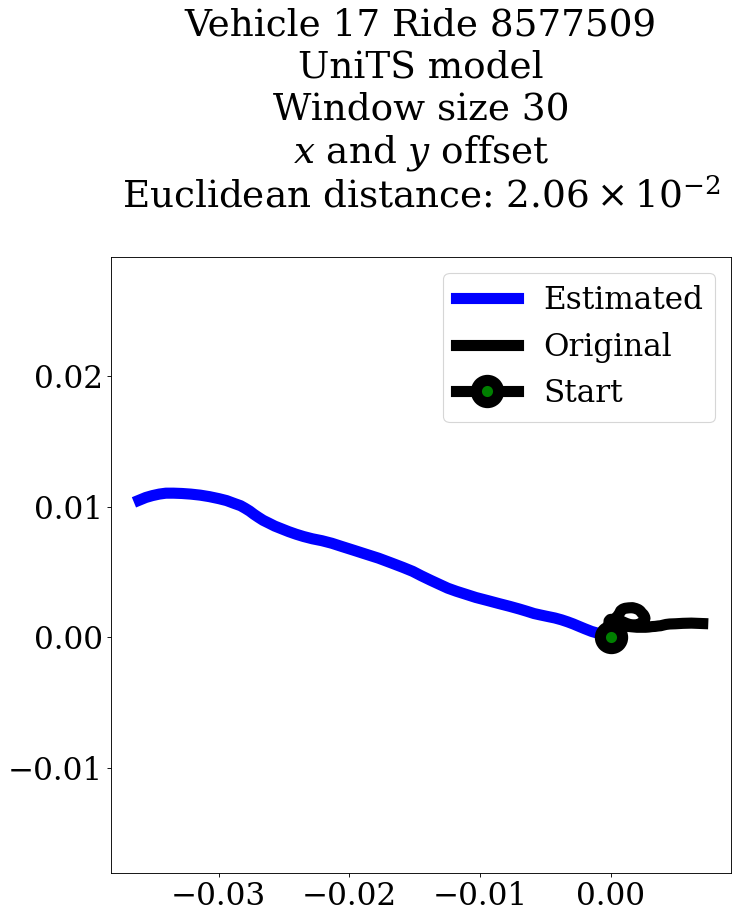 Vehicle 17 Ride 8577509
UniTS model
Window size 30
x and y offset
Euclidean distance: 2.06 × 10⁻²
Estimated
Original
Start
0.02
0.01
0.00
−0.01
−0.03
−0.02
−0.01
0.00